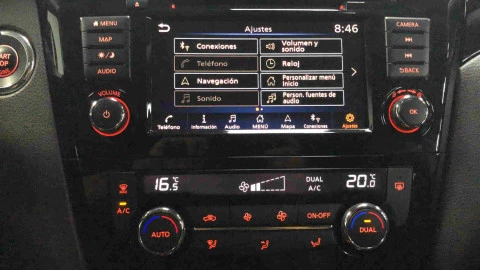 START
STOP
MENU
MAP
AUDIO
VOLUME
Ajustes
8:46
Conexiones
Volumen y
sonido
Teléfono
Reloj
Navegación
Personalizar menú
inicio
Sonido
Person. fuentes de
audio
Teléfono
Información
Audio
MENÚ
Mapa
Conexiones
Ajustes
CAMERA
BACK
OK
16.5 °C
DUAL
A/C
20.0 °C
A/C
AUTO
ON·OFF
DUAL